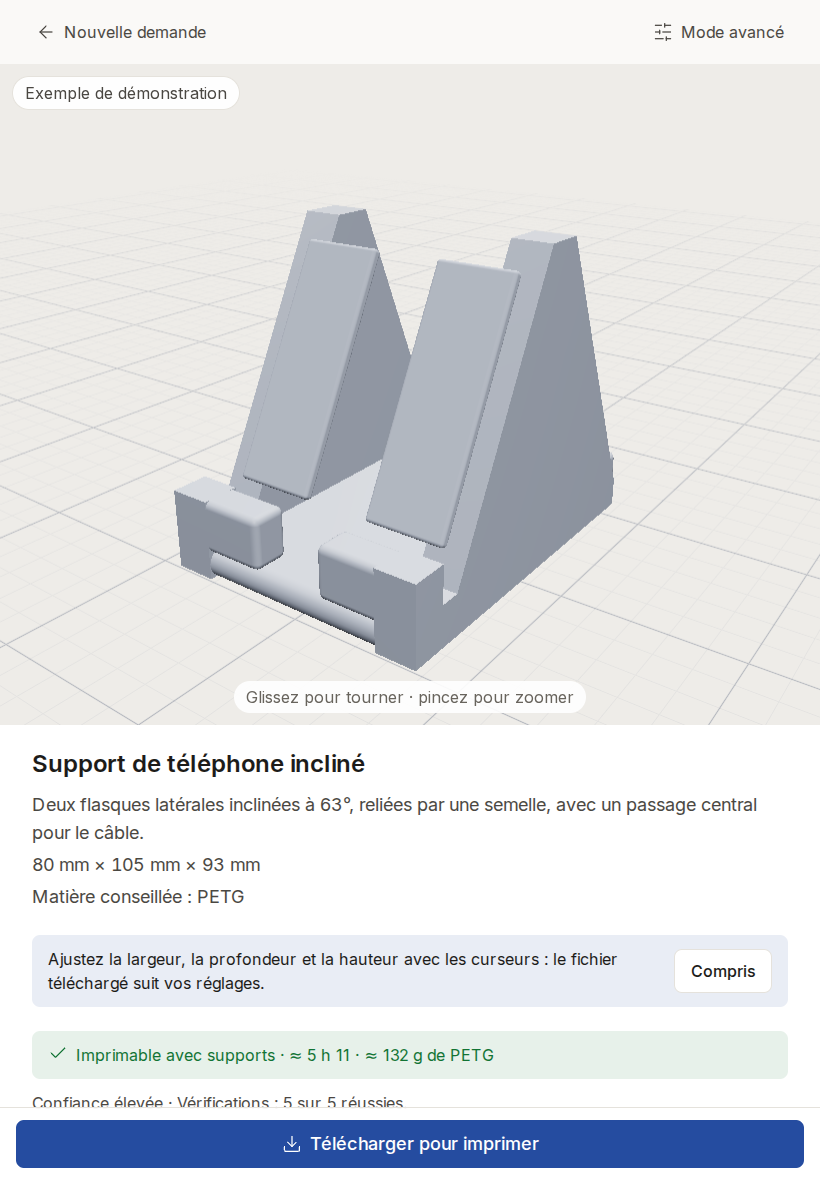 Nouvelle demande
Mode avancé
Exemple de démonstration
Glissez pour tourner · pincez pour zoomer
Support de téléphone incliné
Deux flasques latérales inclinées à 63°, reliées par une semelle, avec un passage central
pour le câble.
80 mm × 105 mm × 93 mm
Matière conseillée : PETG
Ajustez la largeur, la profondeur et la hauteur avec les curseurs : le fichier
téléchargé suit vos réglages.
Compris
Imprimable avec supports · ≈ 5 h 11 · ≈ 132 g de PETG
Confiance élevée · Vérifications : 5 sur 5 réussies
Télécharger pour imprimer